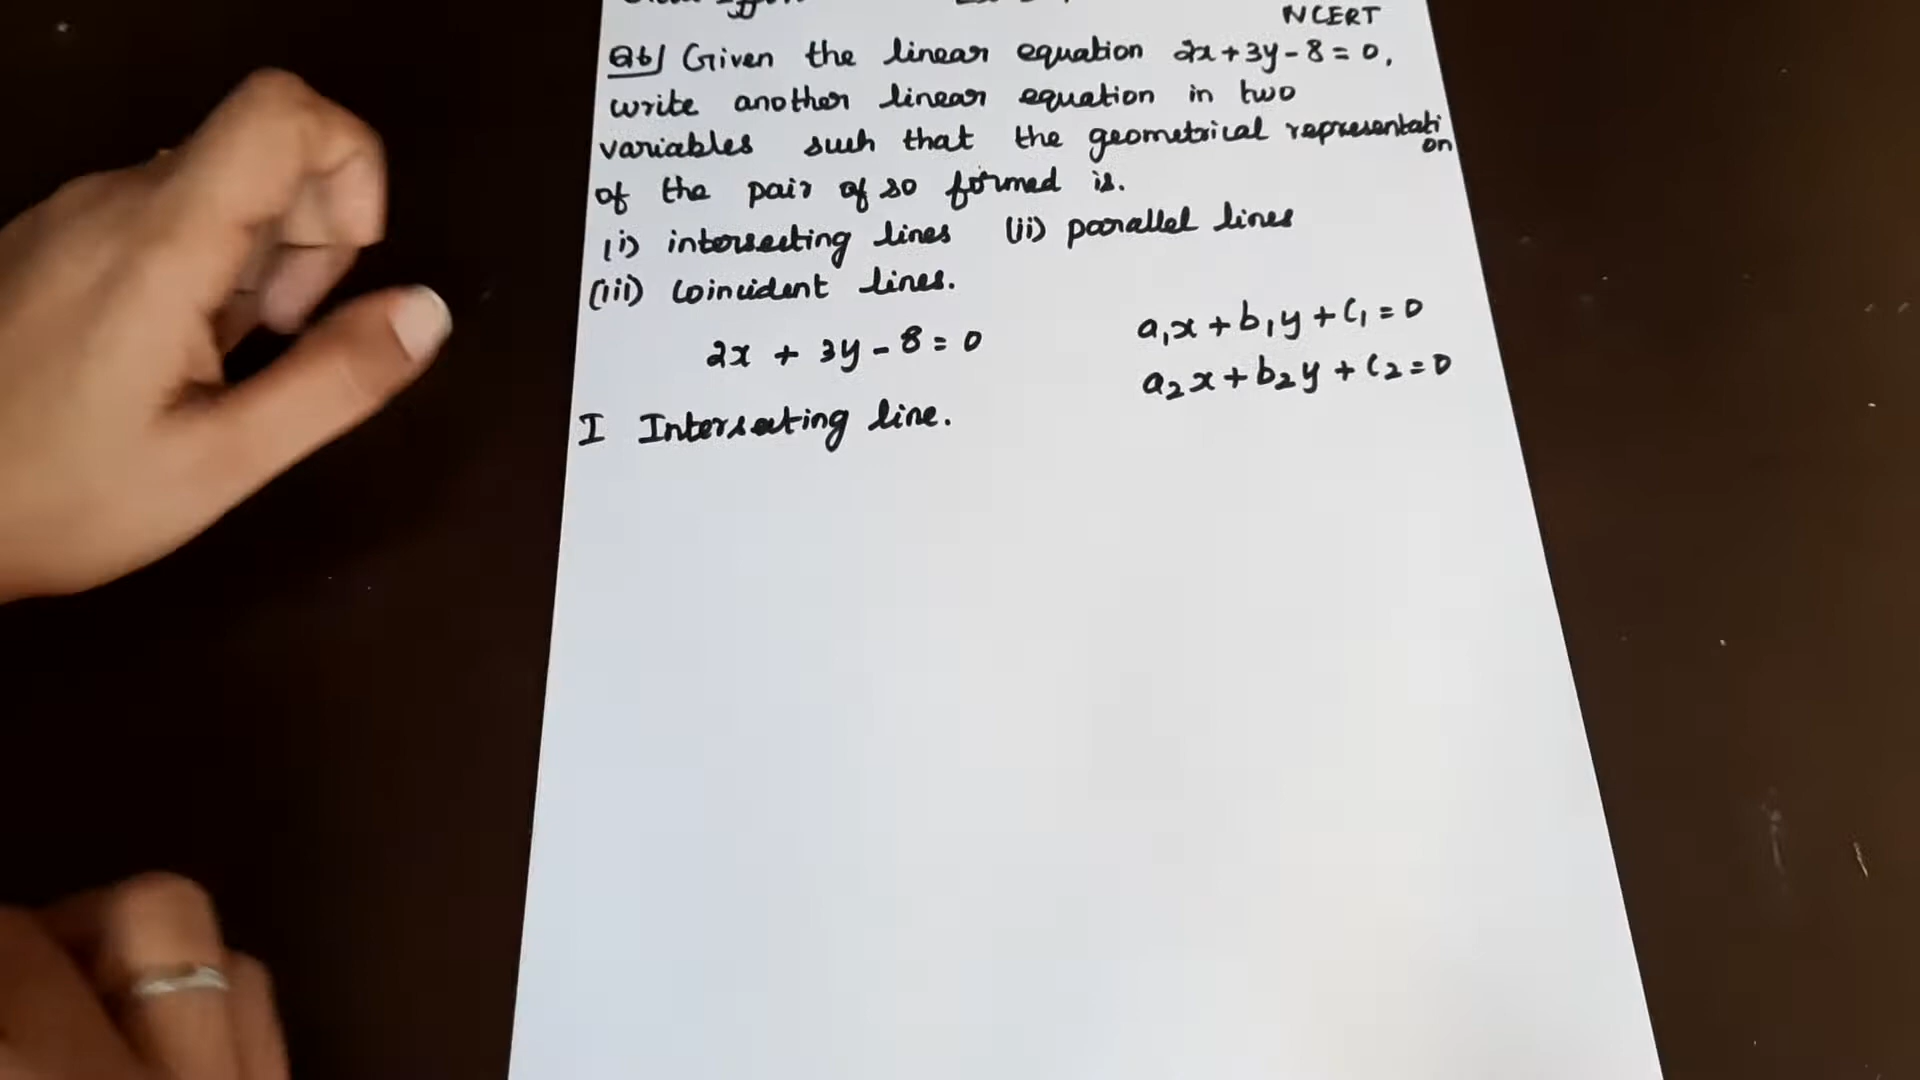 NCERT
Q6) Given the linear equation 2x+3y-8=0,
write another linear equation in two
variables such that the geometrical representati
on
of the pair of so formed is.
(i) intersecting lines (ii) parallel lines
(iii) coincident lines.
2x + 3y - 8 = 0
a₁x + b₁y + C₁ = 0
a₂x + b₂y + C₂ = 0
I Intersecting line.